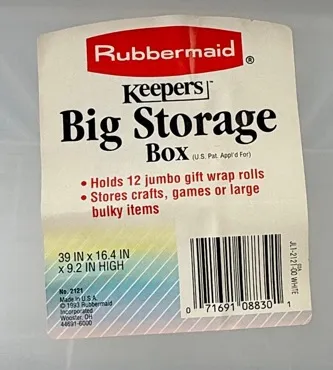 Rubbermaid ®
Keepers
Big Storage
Box (U.S. Pat. Appl'd For)
• Holds 12 jumbo gift wrap rolls
• Stores crafts, games or large
bulky items
39 IN x 16.4 IN
x 9.2 IN HIGH
No. 2121
Made in U.S.A.
© 1993 Rubbermaid
Incorporated
Wooster, OH
44691-6000
0 71691 08830 1
WHITE